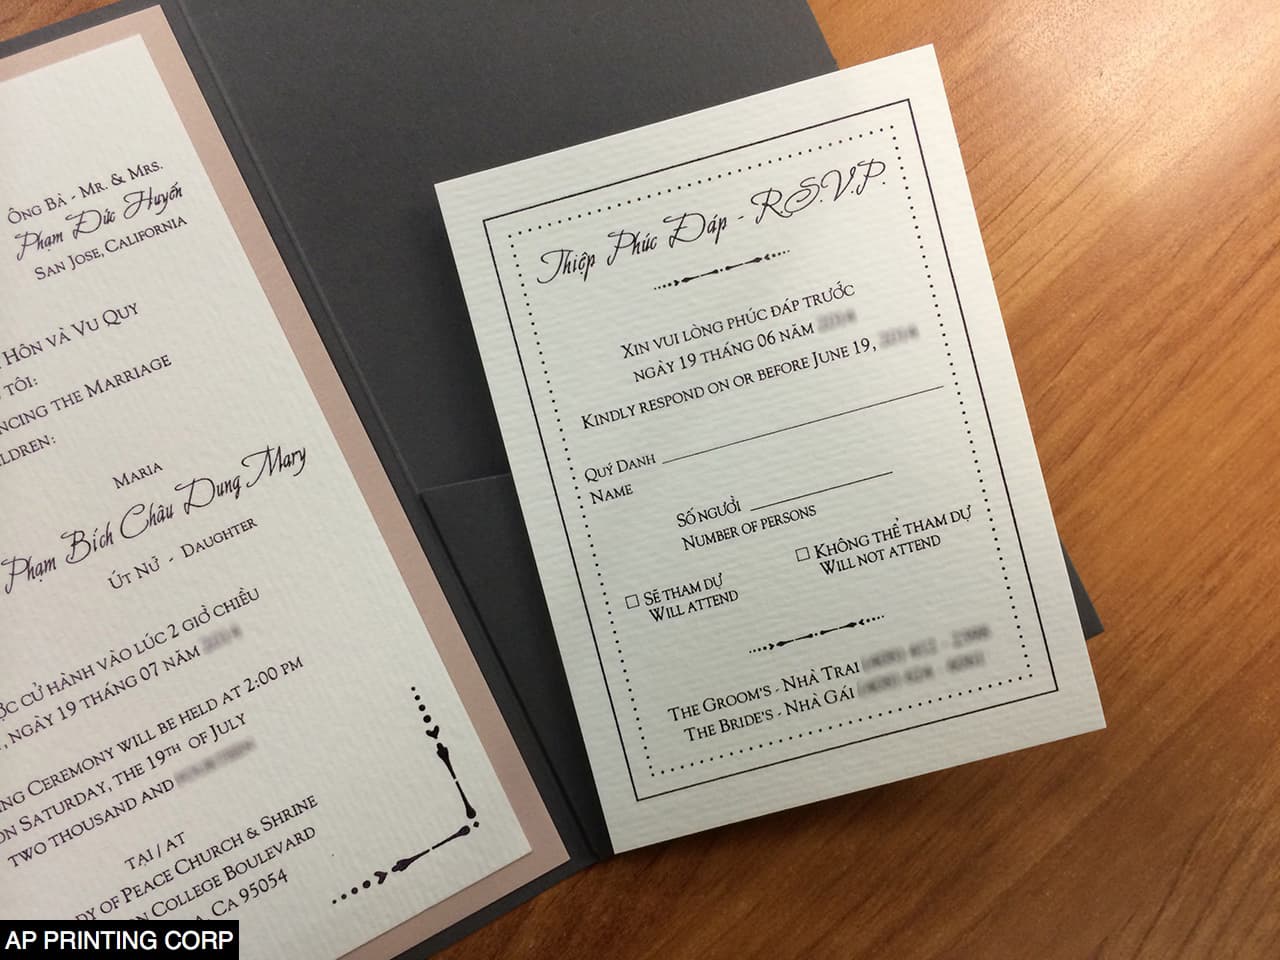 Ông Bà - Mr. & Mrs.
Phạm Đức Huyến
San Jose, California
Hôn và Vu Quy
tôi:
ncing the Marriage
ldren:
Maria
Phạm Bích Châu Dung Mary
Út Nữ - Daughter
ợc cử hành vào lúc 2 giờ chiều
, ngày 19 tháng 07 năm
ng Ceremony will be held at 2:00 pm
on Saturday, the 19th of July
two thousand and
tại / at
dy of Peace Church & Shrine
on College Boulevard
, CA 95054
Thiệp Phúc Đáp - R.S.V.P.
Xin vui lòng phúc đáp trước
ngày 19 tháng 06 năm
Kindly respond on or before June 19,
Quý Danh
Name
Số người
Number of persons
Không thể tham dự
Will not attend
Sẽ tham dự
Will attend
The Groom's - Nhà Trai
The Bride's - Nhà Gái
AP PRINTING CORP